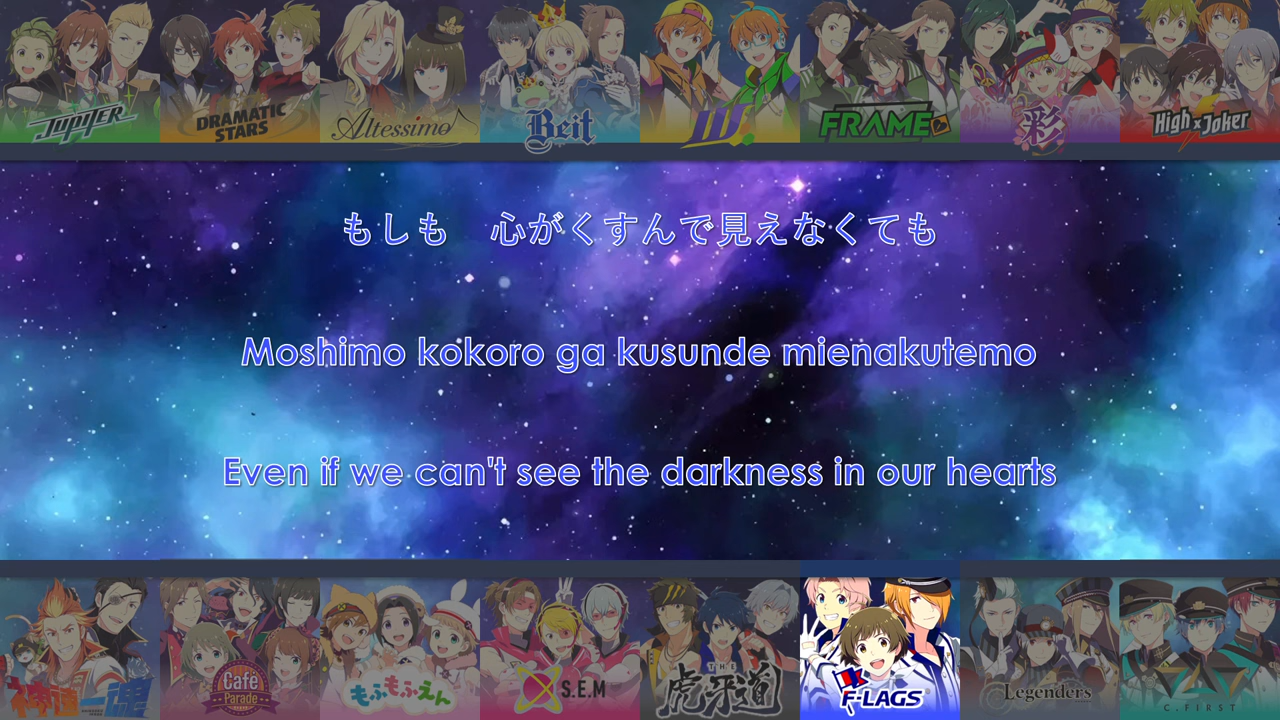 JUPITER
DRAMATIC
STARS
Altessimo
Beit
W.
FRAME
彩
High×Joker
もしも　心がくすんで見えなくても
Moshimo kokoro ga kusunde mienakutemo
Even if we can't see the darkness in our hearts
神速一魂
Café
Parade
もふもふえん
S.E.M
THE
虎牙道
F-LAGS
Legenders
C.FIRST